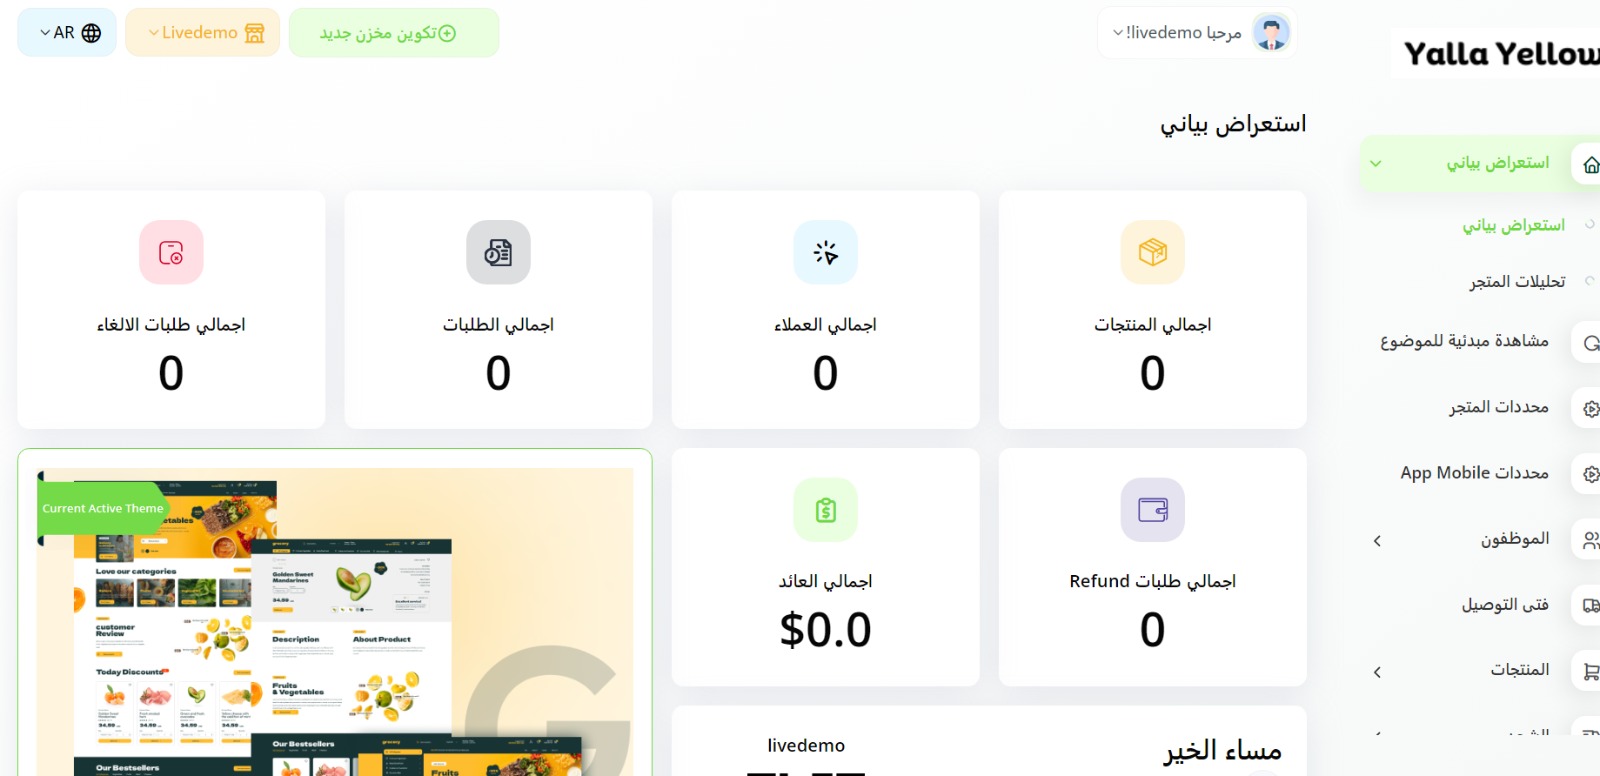 Yalla Yellow
مرحبا livedemo!
تكوين مخزن جديد
Livedemo
AR
استعراض بياني
استعراض بياني
استعراض بياني
تحليلات المتجر
مشاهدة مبدئية للموضوع
محددات المتجر
محددات App Mobile
الموظفون
فتى التوصيل
المنتجات
اجمالي المنتجات
0
اجمالي العملاء
0
اجمالي الطلبات
0
اجمالي طلبات الالغاء
0
اجمالي طلبات Refund
0
اجمالي العائد
$0.0
مساء الخير
livedemo
Current Active Theme
Love our categories
customer
Review
Today Discounts
Golden Sweet
Mandarines
Description
About Product
Fruits
& Vegetables
Our Bestsellers
Our Bestsellers
Fruits